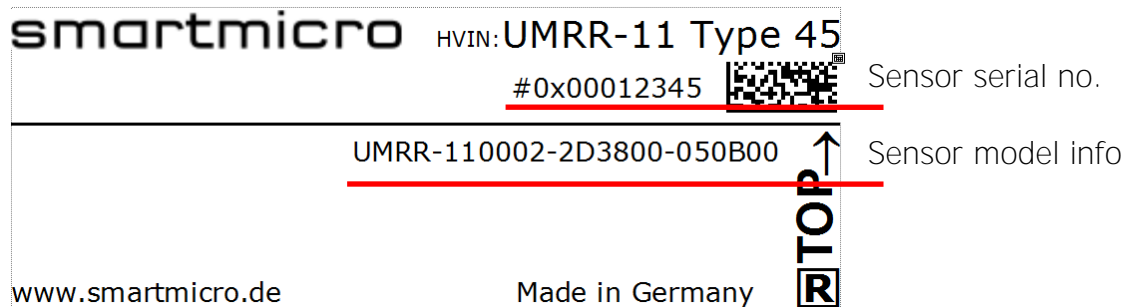 smartmicro HVIN:UMRR-11 Type 45
#0x00012345 Sensor serial no.
UMRR-110002-2D3800-050B00 Sensor model info
R TOP→
www.smartmicro.de Made in Germany